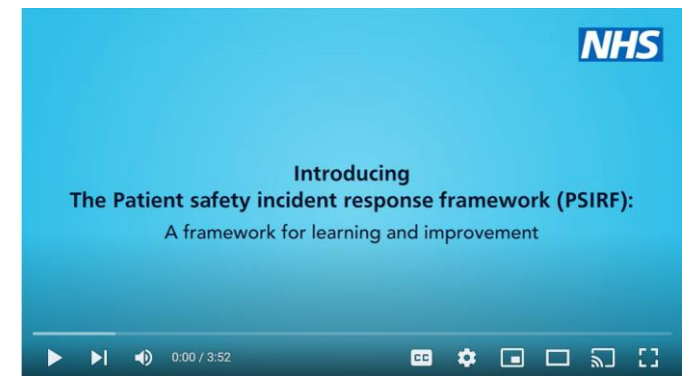 NHS
Introducing
The Patient safety incident response framework (PSIRF):
A framework for learning and improvement
0:00 / 3:52
CC